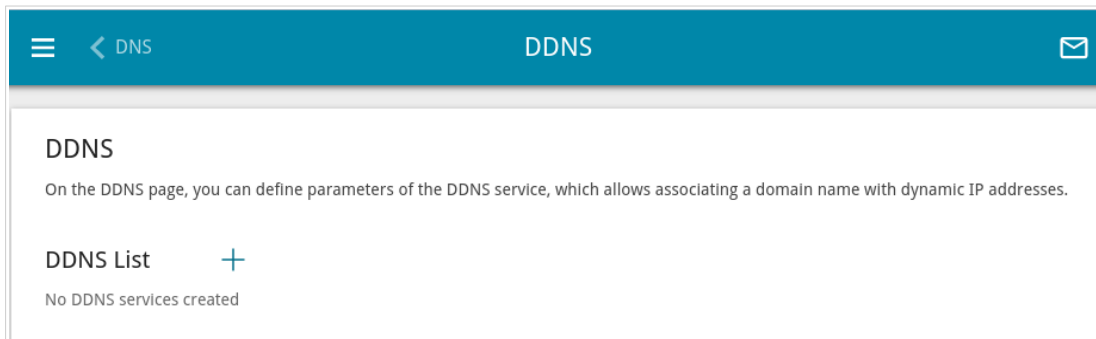 DNS
DDNS
DDNS
On the DDNS page, you can define parameters of the DDNS service, which allows associating a domain name with dynamic IP addresses.
DDNS List
No DDNS services created